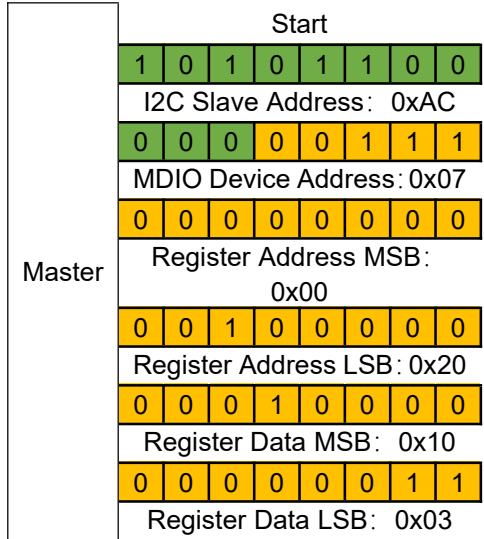 Start
1 0 1 0 1 1 0 0
I2C Slave Address: 0xAC
0 0 0 0 0 1 1 1
MDIO Device Address: 0x07
0 0 0 0 0 0 0 0
Master
Register Address MSB:
0x00
0 0 1 0 0 0 0 0
Register Address LSB: 0x20
0 0 0 1 0 0 0 0
Register Data MSB: 0x10
0 0 0 0 0 0 1 1
Register Data LSB: 0x03